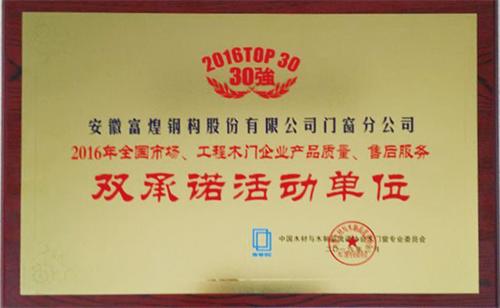 2016TOP 30
30強
安徽富煌钢构股份有限公司门窗分公司
2016年全国市场、工程木门企业产品质量、售后服务
双承诺活动单位
中国木材与木制品流通协会木门窗专业委员会